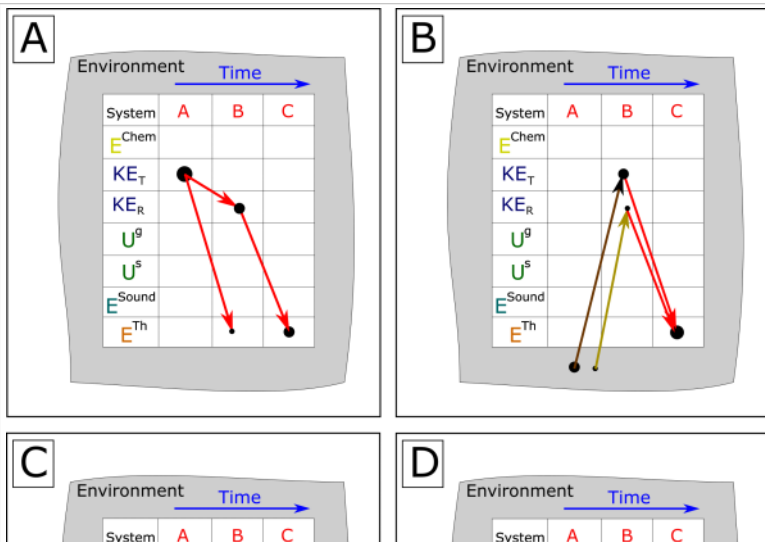 A
Environment
Time
System A B C
E^Chem
KE_T
KE_R
U^g
U^s
E^Sound
E^Th
B
Environment
Time
System A B C
E^Chem
KE_T
KE_R
U^g
U^s
E^Sound
E^Th
C
Environment
Time
System A B C
D
Environment
Time
System A B C